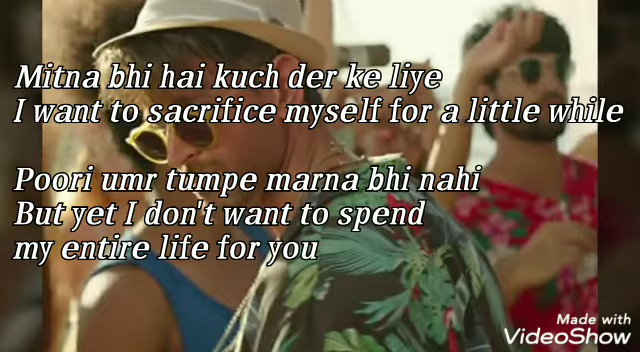 Mitna bhi hai kuch der ke liye
I want to sacrifice myself for a little while
Poori umr tumpe marna bhi nahi
But yet I don't want to spend
my entire life for you
Made with
VideoShow